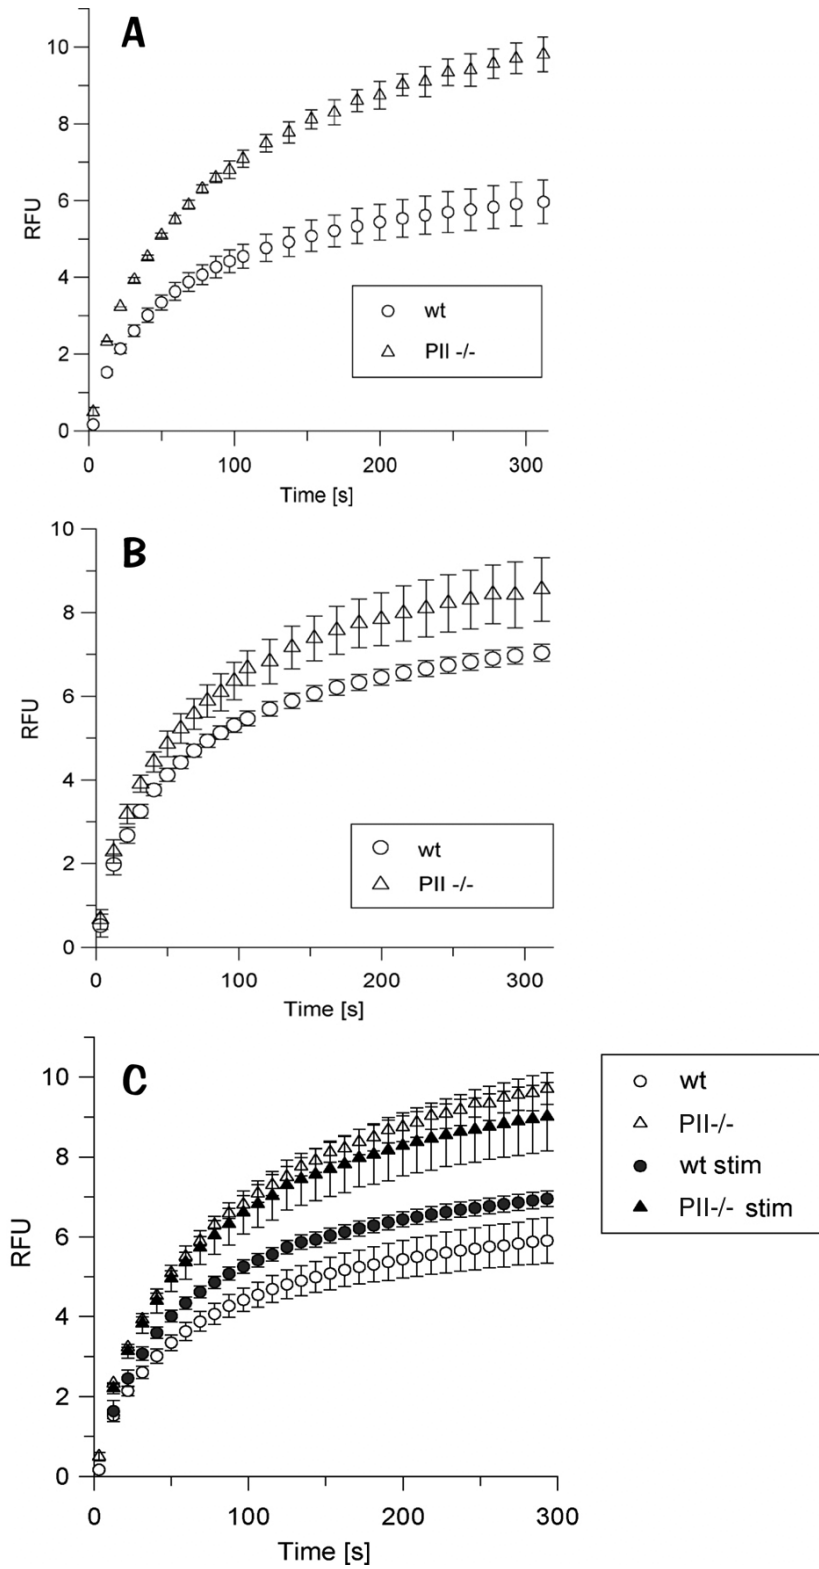 A
10
8
6
4
2
0
RFU
wt
PII -/-
0 100 200 300
Time [s]
B
10
8
6
4
2
0
RFU
wt
PII -/-
0 100 200 300
Time [s]
C
10
8
6
4
2
0
RFU
wt
PII-/-
wt stim
PII-/- stim
0 100 200 300
Time [s]